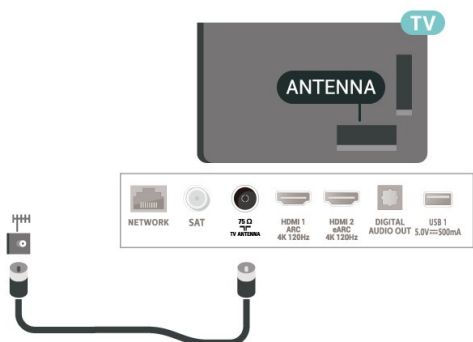 TV
ANTENNA
NETWORK
SAT
75 Ω
TV ANTENNA
HDMI 1
ARC
4K 120Hz
HDMI 2
eARC
4K 120Hz
DIGITAL
AUDIO OUT
USB 1
5.0V⎓500mA